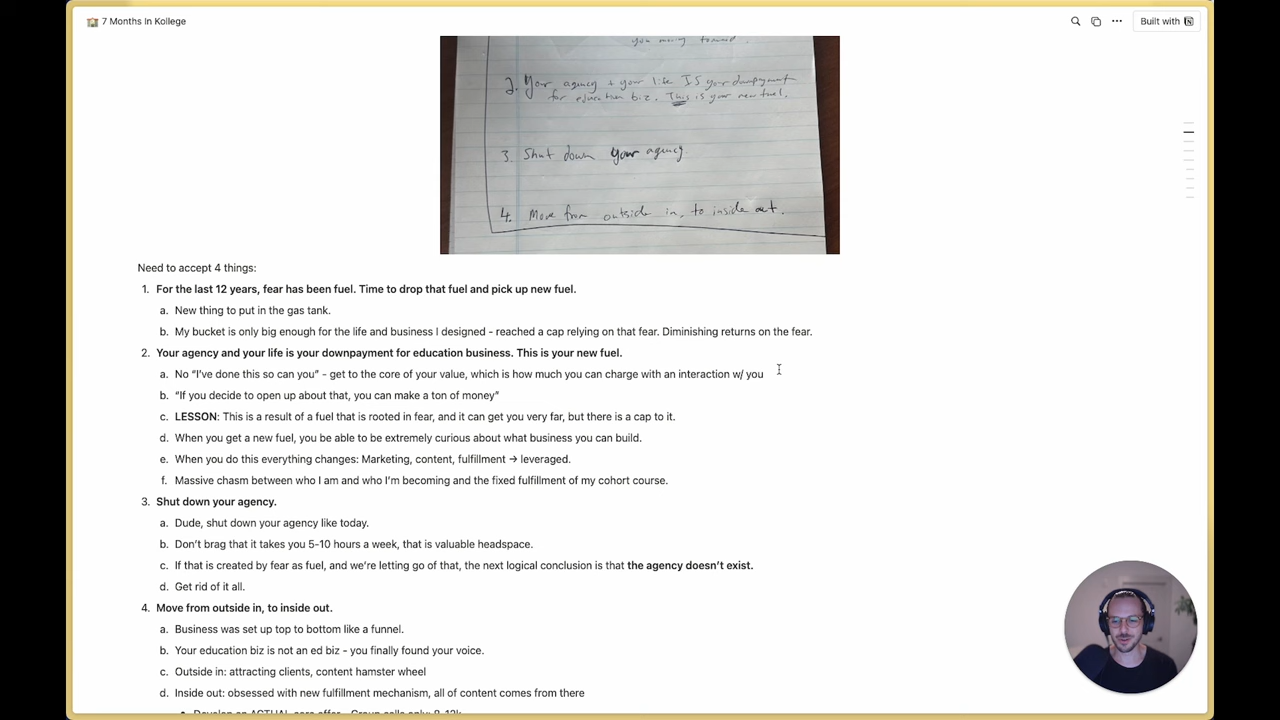 7 Months In Kollege
Built with
you moving toward.
2. Your agency + your life IS your downpayment
for education biz. This is your new fuel.
3. Shut down your agency.
4. Move from outside in, to inside out.
Need to accept 4 things:
1. For the last 12 years, fear has been fuel. Time to drop that fuel and pick up new fuel.
a. New thing to put in the gas tank.
b. My bucket is only big enough for the life and business I designed - reached a cap relying on that fear. Diminishing returns on the fear.
2. Your agency and your life is your downpayment for education business. This is your new fuel.
a. No “I’ve done this so can you” - get to the core of your value, which is how much you can charge with an interaction w/ you
b. “If you decide to open up about that, you can make a ton of money”
c. LESSON: This is a result of a fuel that is rooted in fear, and it can get you very far, but there is a cap to it.
d. When you get a new fuel, you be able to be extremely curious about what business you can build.
e. When you do this everything changes: Marketing, content, fulfillment → leveraged.
f. Massive chasm between who I am and who I’m becoming and the fixed fulfillment of my cohort course.
3. Shut down your agency.
a. Dude, shut down your agency like today.
b. Don’t brag that it takes you 5-10 hours a week, that is valuable headspace.
c. If that is created by fear as fuel, and we’re letting go of that, the next logical conclusion is that the agency doesn’t exist.
d. Get rid of it all.
4. Move from outside in, to inside out.
a. Business was set up top to bottom like a funnel.
b. Your education biz is not an ed biz - you finally found your voice.
c. Outside in: attracting clients, content hamster wheel
d. Inside out: obsessed with new fulfillment mechanism, all of content comes from there
• Develop an ACTUAL core offer - Group calls only: 8-12k